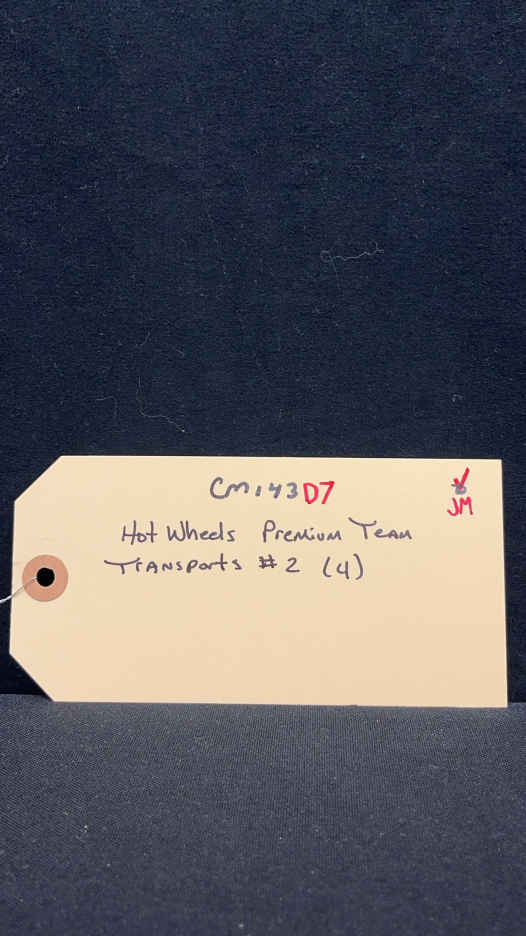 CM143D7
JM
Hot Wheels Premium Team
Transports # 2 (4)